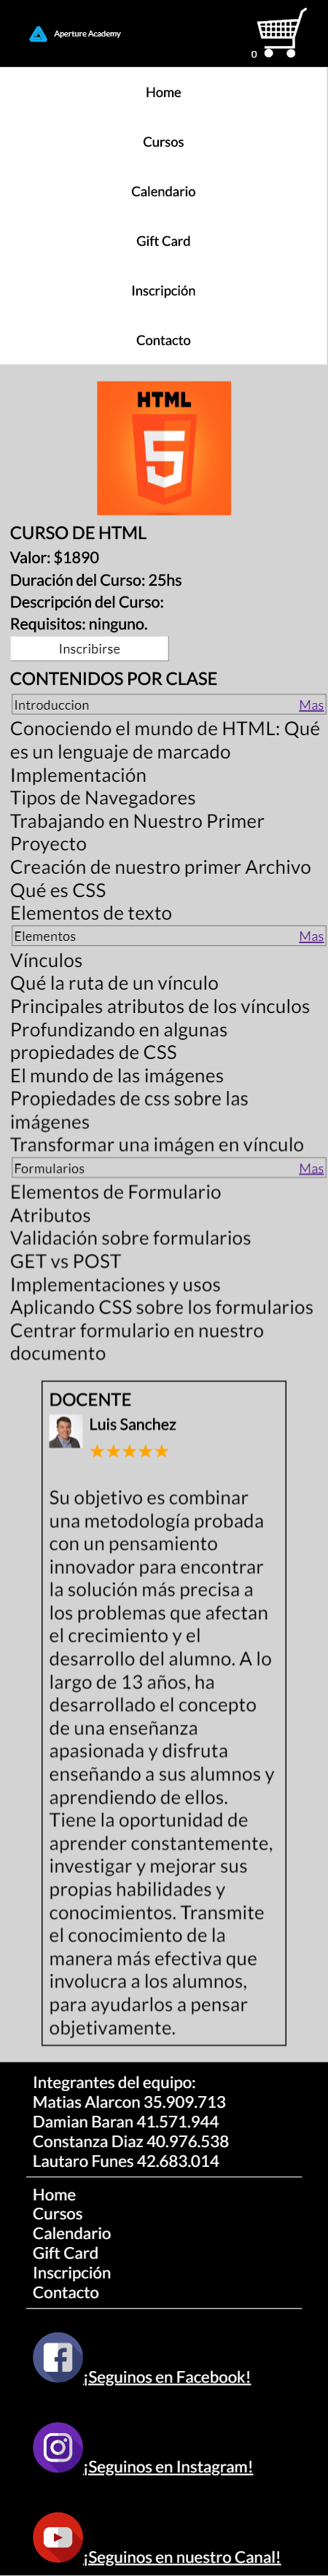 Aperture Academy
0
Home
Cursos
Calendario
Gift Card
Inscripción
Contacto
HTML
5
CURSO DE HTML
Valor: $1890
Duración del Curso: 25hs
Descripción del Curso:
Requisitos: ninguno.
Inscribirse
CONTENIDOS POR CLASE
Introduccion Mas
Conociendo el mundo de HTML: Qué
es un lenguaje de marcado
Implementación
Tipos de Navegadores
Trabajando en Nuestro Primer
Proyecto
Creación de nuestro primer Archivo
Qué es CSS
Elementos de texto
Elementos Mas
Vínculos
Qué la ruta de un vínculo
Principales atributos de los vínculos
Profundizando en algunas
propiedades de CSS
El mundo de las imágenes
Propiedades de css sobre las
imágenes
Transformar una imágen en vínculo
Formularios Mas
Elementos de Formulario
Atributos
Validación sobre formularios
GET vs POST
Implementaciones y usos
Aplicando CSS sobre los formularios
Centrar formulario en nuestro
documento
DOCENTE
Luis Sanchez
★★★★★
Su objetivo es combinar
una metodología probada
con un pensamiento
innovador para encontrar
la solución más precisa a
los problemas que afectan
el crecimiento y el
desarrollo del alumno. A lo
largo de 13 años, ha
desarrollado el concepto
de una enseñanza
apasionada y disfruta
enseñando a sus alumnos y
aprendiendo de ellos.
Tiene la oportunidad de
aprender constantemente,
investigar y mejorar sus
propias habilidades y
conocimientos. Transmite
el conocimiento de la
manera más efectiva que
involucra a los alumnos,
para ayudarlos a pensar
objetivamente.
Integrantes del equipo:
Matias Alarcon 35.909.713
Damian Baran 41.571.944
Constanza Diaz 40.976.538
Lautaro Funes 42.683.014
Home
Cursos
Calendario
Gift Card
Inscripción
Contacto
¡Seguinos en Facebook!
¡Seguinos en Instagram!
¡Seguinos en nuestro Canal!